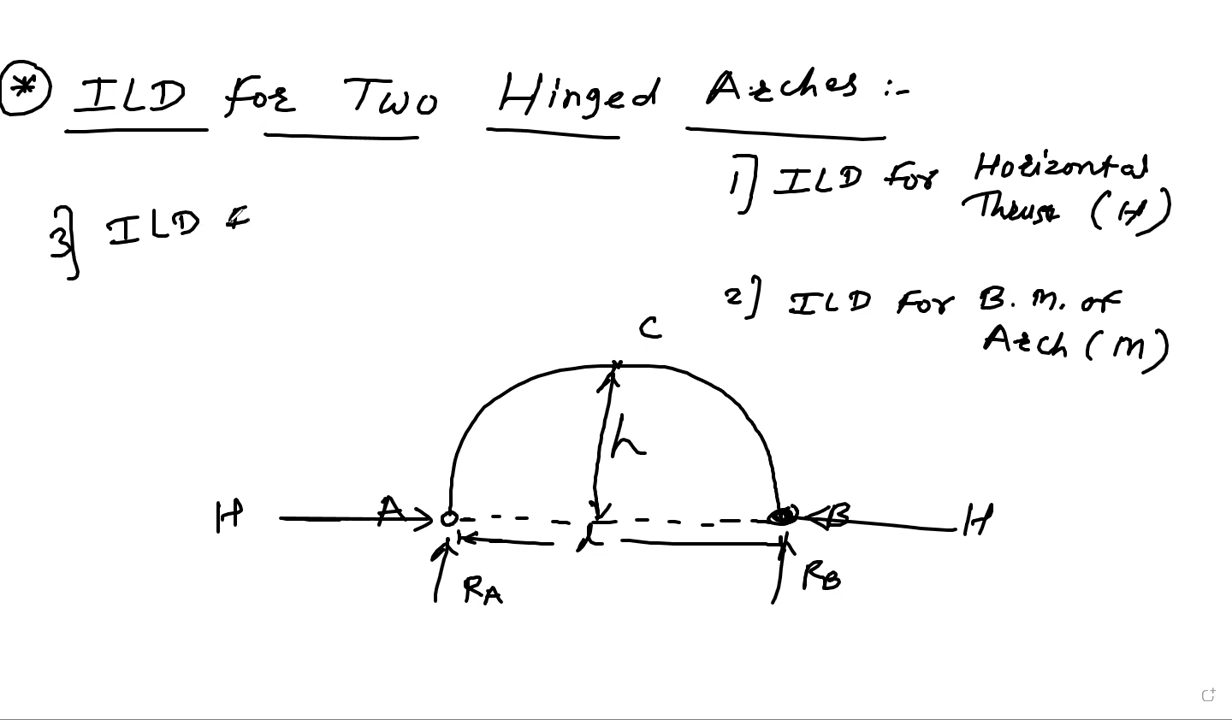 * ILD for Two Hinged Arches :-
1] ILD for Horizontal
Thrust (H)
3] ILD f
2] ILD for B.M. of
Arch (M)
C
h
H A B H
l
RA RB